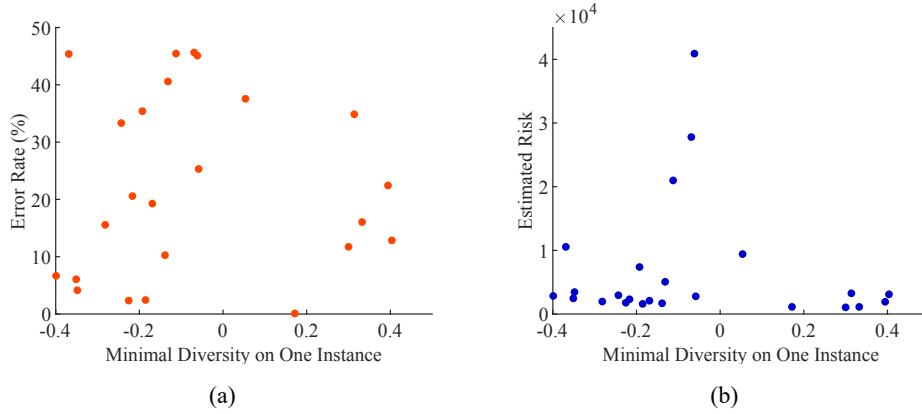 50
40
30
20
10
0
Error Rate (%)
-0.4 -0.2 0 0.2 0.4
Minimal Diversity on One Instance
(a)
×10⁴
4
3
2
1
0
Estimated Risk
-0.4 -0.2 0 0.2 0.4
Minimal Diversity on One Instance
(b)